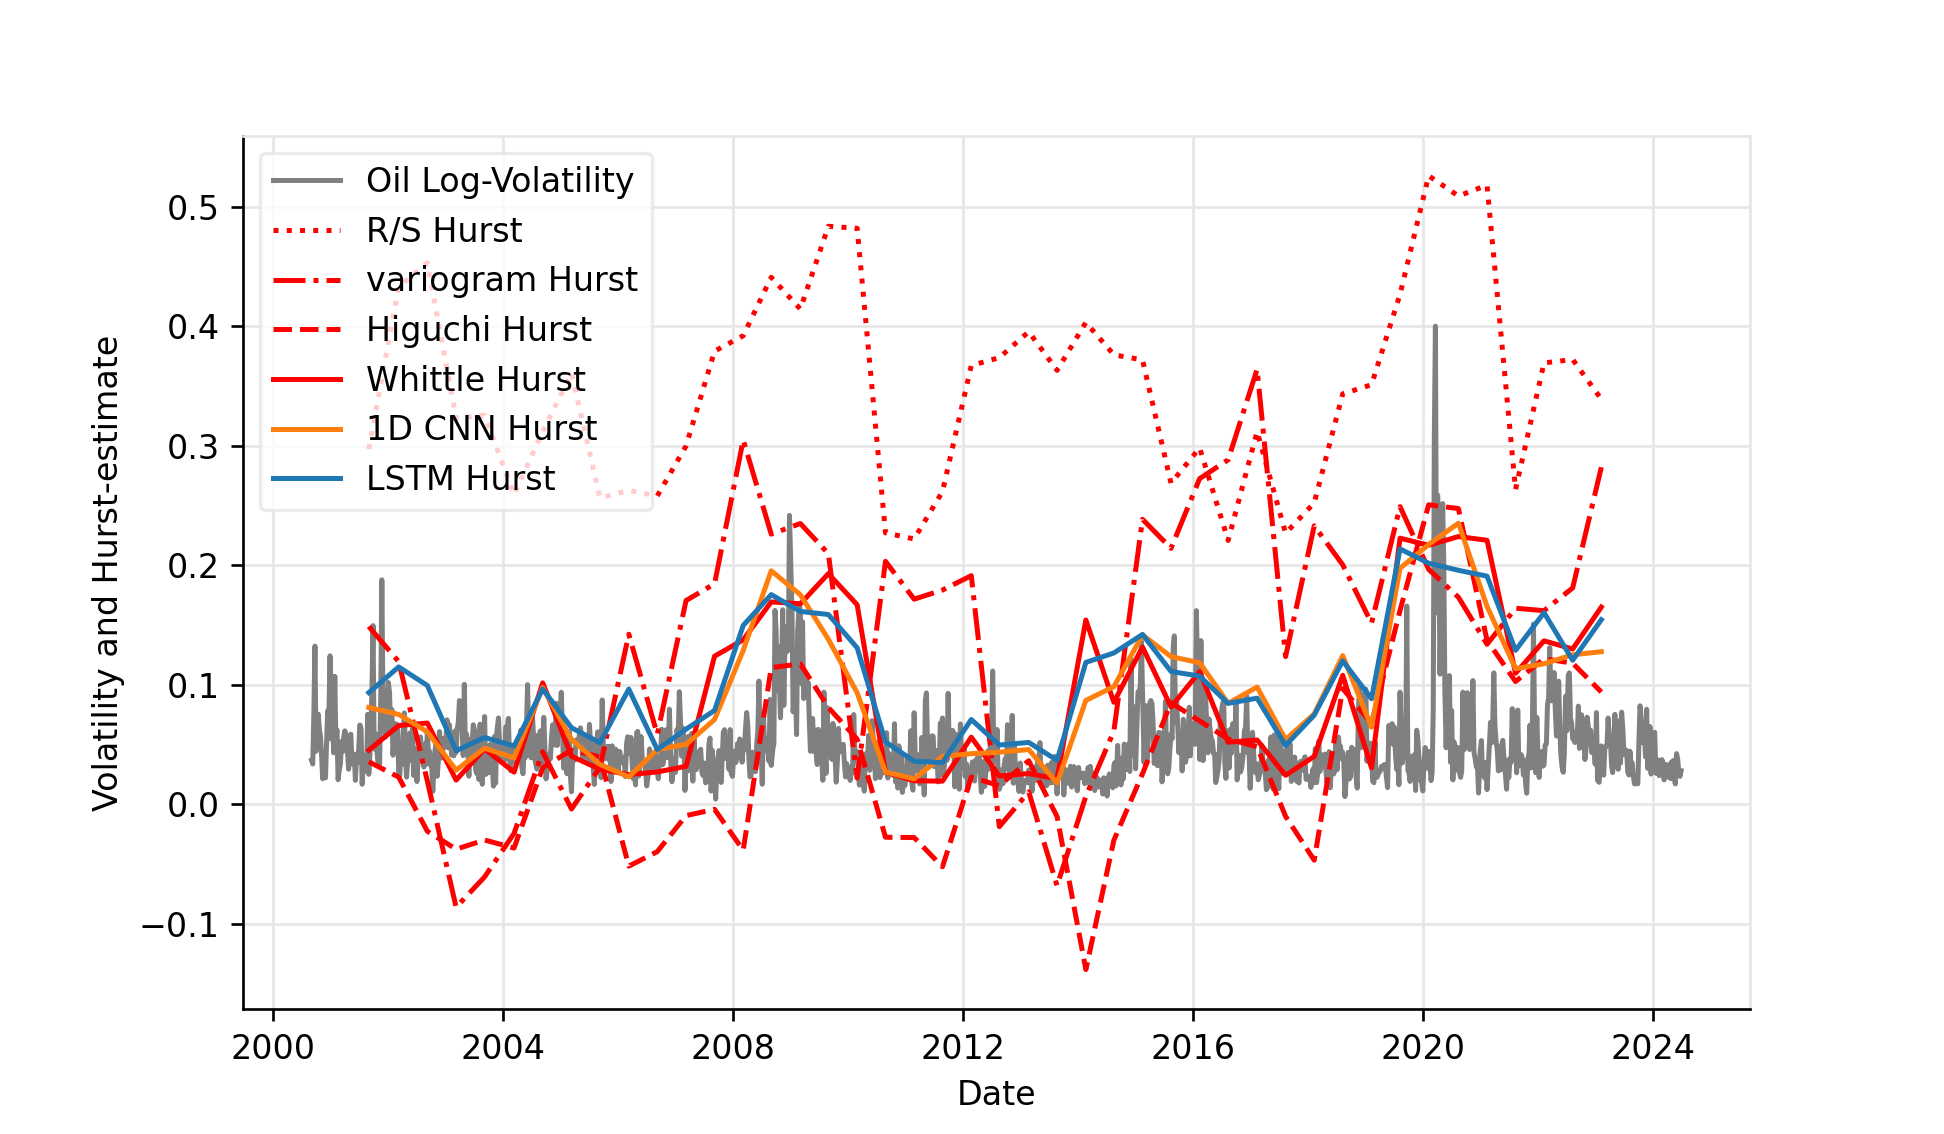 Oil Log-Volatility
R/S Hurst
variogram Hurst
Higuchi Hurst
Whittle Hurst
1D CNN Hurst
LSTM Hurst
Volatility and Hurst-estimate
0.5
0.4
0.3
0.2
0.1
0.0
−0.1
2000 2004 2008 2012 2016 2020 2024
Date